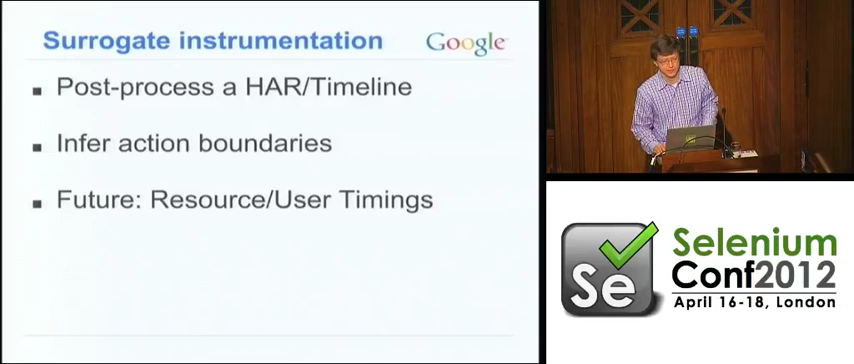 Surrogate instrumentation
Google
Post-process a HAR/Timeline
Infer action boundaries
Future: Resource/User Timings
Se
Selenium
Conf2012
April 16-18, London